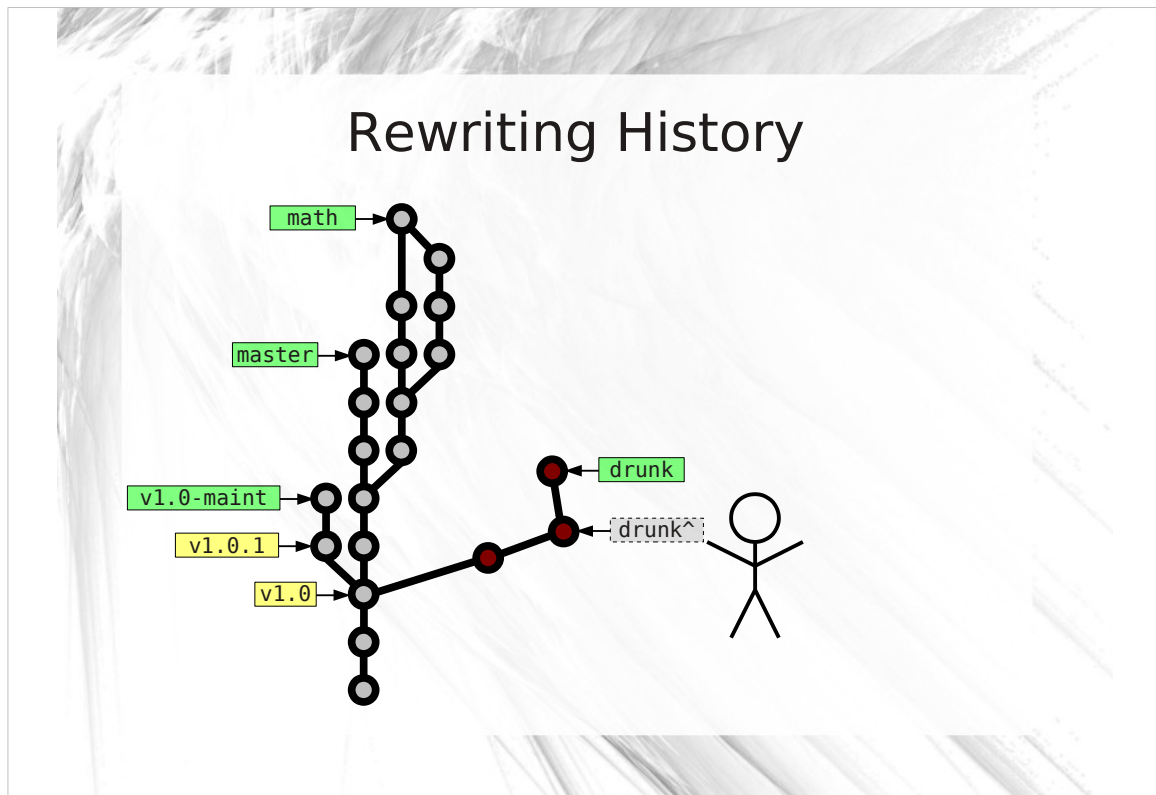 Rewriting History
math
master
drunk
v1.0-maint
drunk^
v1.0.1
v1.0